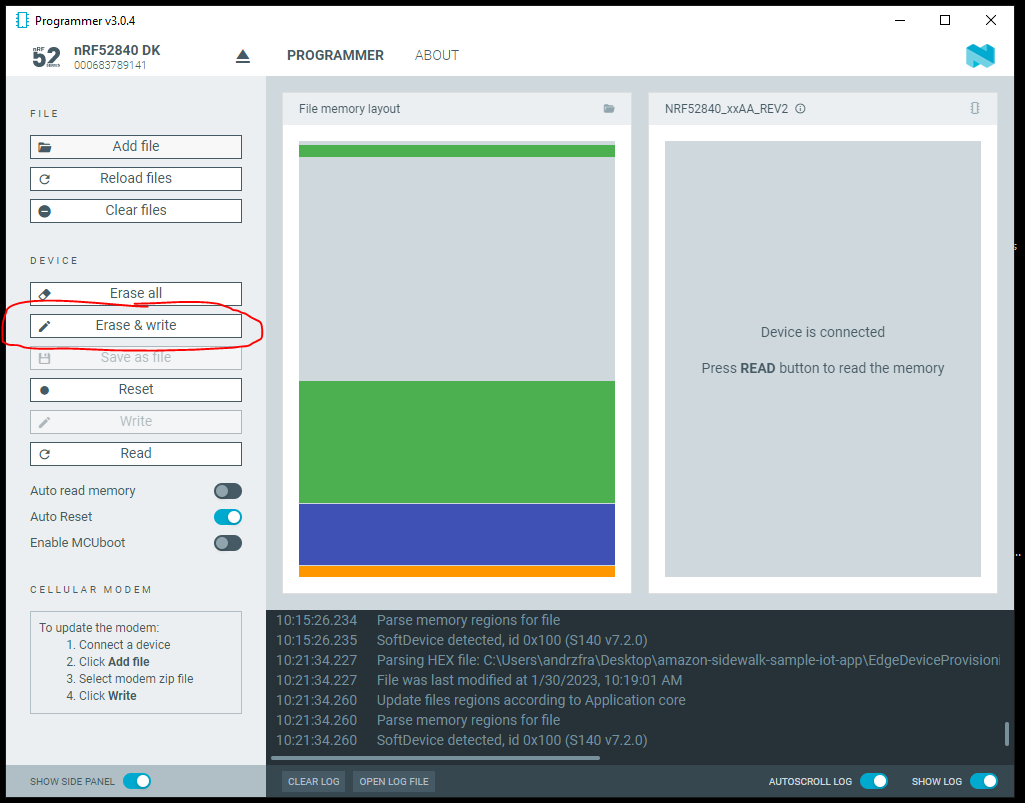 Programmer v3.0.4
nRF
52
SERIES
nRF52840 DK
000683789141
PROGRAMMER
ABOUT
FILE
Add file
Reload files
Clear files
DEVICE
Erase all
Erase & write
Save as file
Reset
Write
Read
Auto read memory
Auto Reset
Enable MCUboot
CELLULAR MODEM
To update the modem:
1. Connect a device
2. Click Add file
3. Select modem zip file
4. Click Write
SHOW SIDE PANEL
File memory layout
NRF52840_xxAA_REV2
Device is connected
Press READ button to read the memory
10:15:26.234 Parse memory regions for file
10:15:26.235 SoftDevice detected, id 0x100 (S140 v7.2.0)
10:21:34.227 Parsing HEX file: C:\Users\andrzfra\Desktop\amazon-sidewalk-sample-iot-app\EdgeDeviceProvisioni
10:21:34.227 File was last modified at 1/30/2023, 10:19:01 AM
10:21:34.260 Update files regions according to Application core
10:21:34.260 Parse memory regions for file
10:21:34.260 SoftDevice detected, id 0x100 (S140 v7.2.0)
CLEAR LOG
OPEN LOG FILE
AUTOSCROLL LOG
SHOW LOG